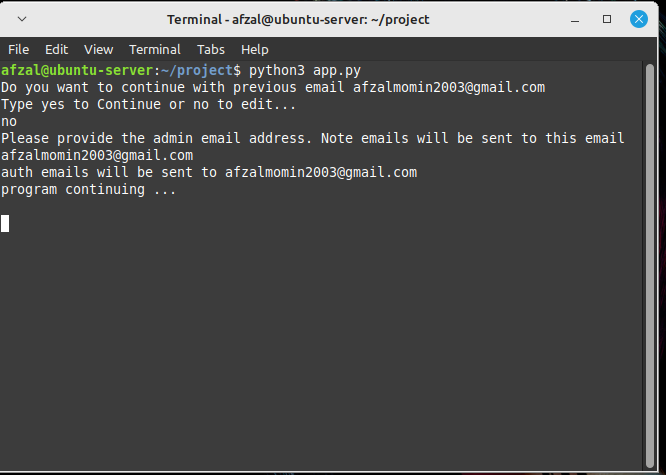 Terminal - afzal@ubuntu-server: ~/project
File Edit View Terminal Tabs Help
afzal@ubuntu-server:~/project$ python3 app.py
Do you want to continue with previous email afzalmomin2003@gmail.com
Type yes to Continue or no to edit...
no
Please provide the admin email address. Note emails will be sent to this email
afzalmomin2003@gmail.com
auth emails will be sent to afzalmomin2003@gmail.com
program continuing ...